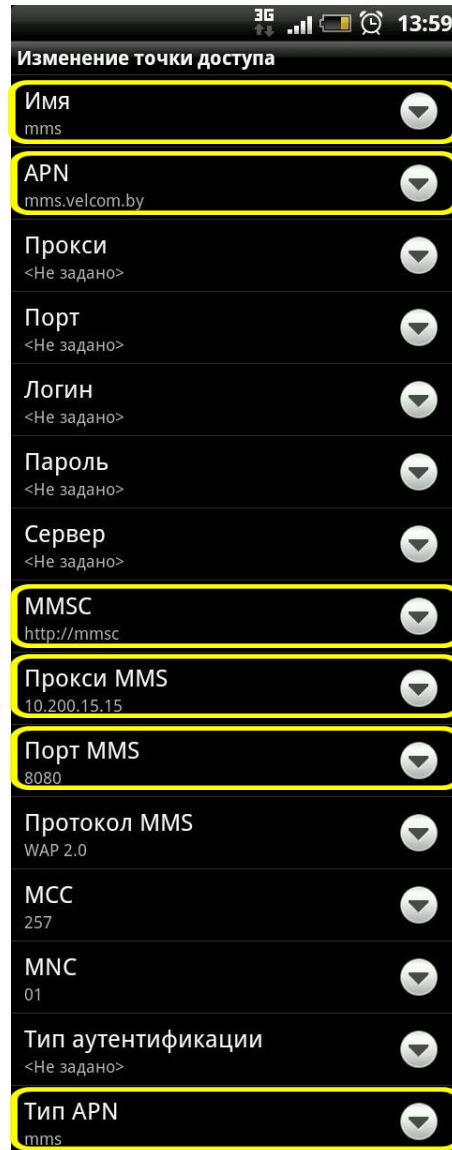 3G 13:59
Изменение точки доступа
Имя
mms
APN
mms.velcom.by
Прокси
<Не задано>
Порт
<Не задано>
Логин
<Не задано>
Пароль
<Не задано>
Сервер
<Не задано>
MMSC
http://mmsc
Прокси MMS
10.200.15.15
Порт MMS
8080
Протокол MMS
WAP 2.0
MCC
257
MNC
01
Тип аутентификации
<Не задано>
Тип APN
mms